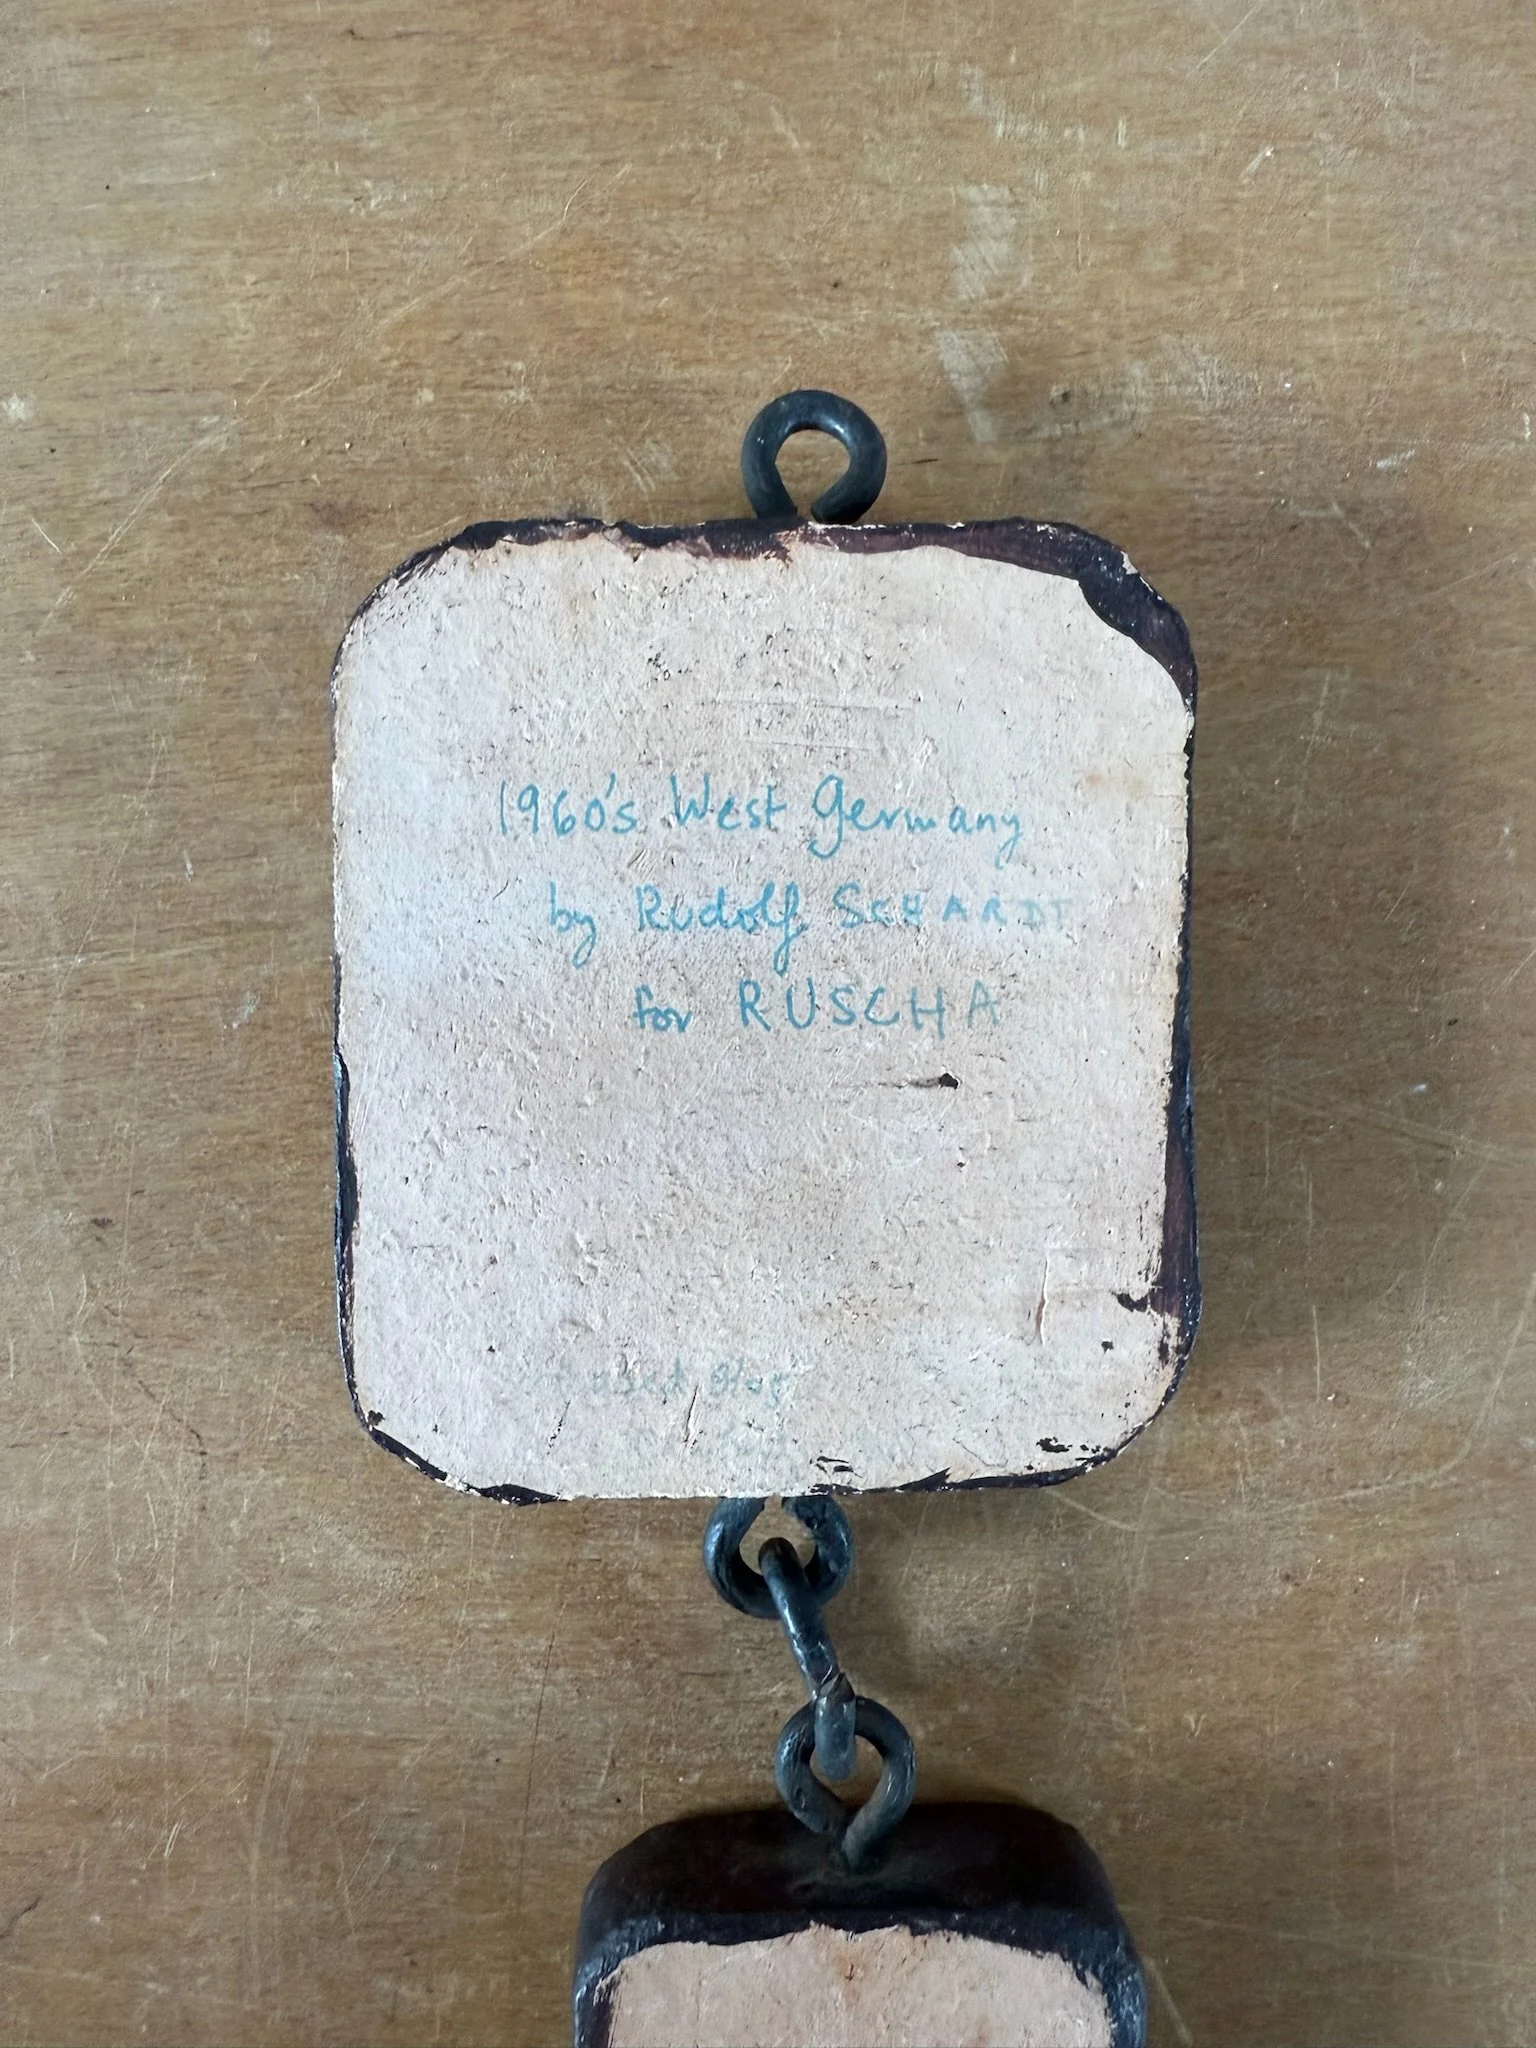 1960's West Germany
by Rudolf SCHARDT
for RUSCHA